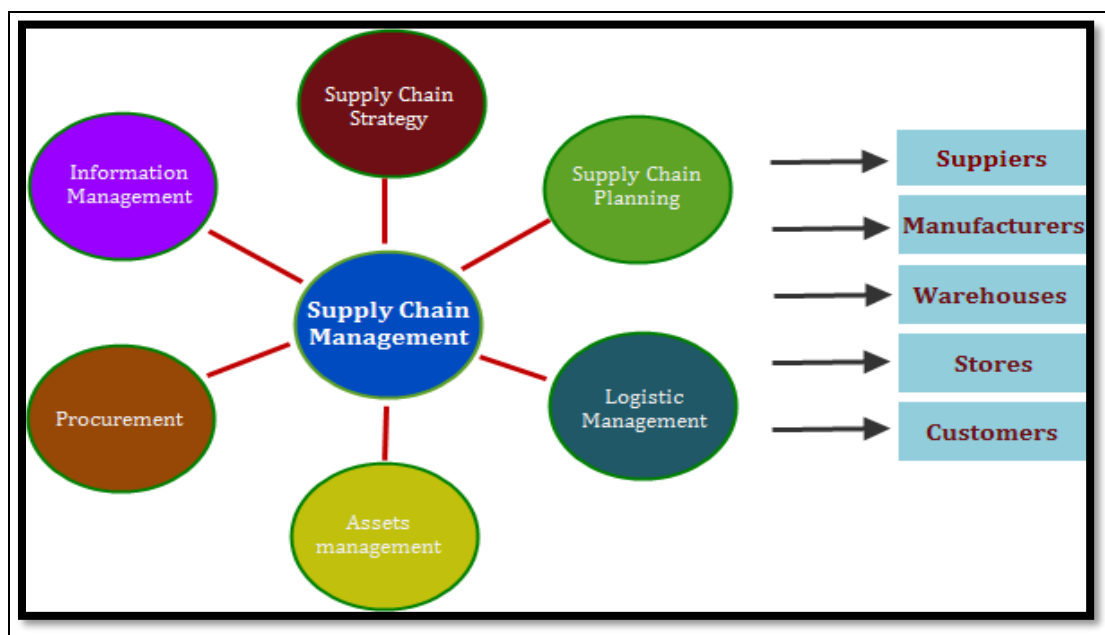 Supply Chain
Strategy
Information
Management
Supply Chain
Planning
Supply Chain
Management
Procurement
Logistic
Management
Assets
management
Suppiers
Manufacturers
Warehouses
Stores
Customers